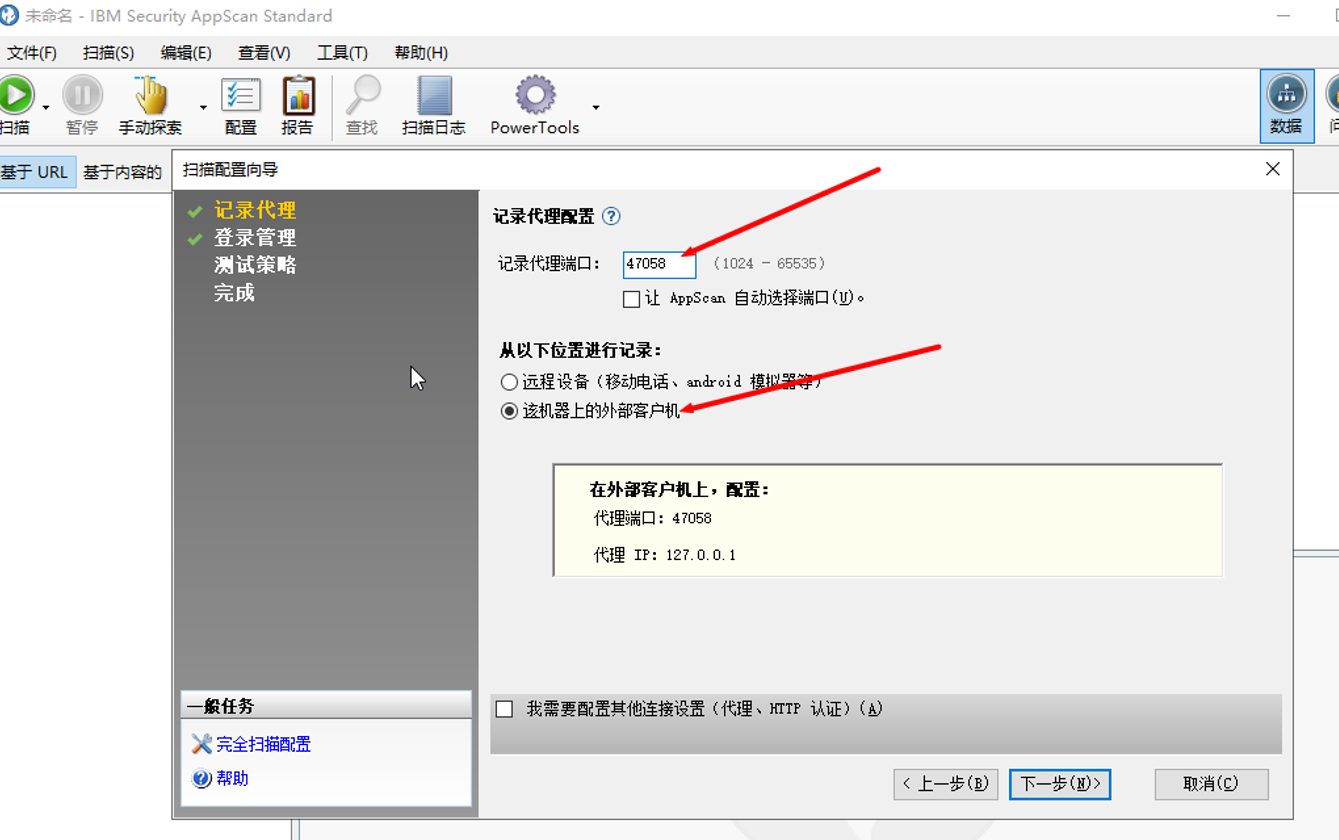 未命名 - IBM Security AppScan Standard
文件(F) 扫描(S) 编辑(E) 查看(V) 工具(T) 帮助(H)
扫描 暂停 手动探索 配置 报告 查找 扫描日志 PowerTools 数据
基于 URL 基于内容的
扫描配置向导
记录代理
登录管理
测试策略
完成
记录代理配置
记录代理端口： 47058 （1024 - 65535）
让 AppScan 自动选择端口(U)。
从以下位置进行记录：
远程设备（移动电话、android 模拟器等）
该机器上的外部客户机
在外部客户机上，配置：
代理端口：47058
代理 IP：127.0.0.1
一般任务
完全扫描配置
帮助
我需要配置其他连接设置（代理、HTTP 认证）(A)
< 上一步(B) 下一步(N)> 取消(C)